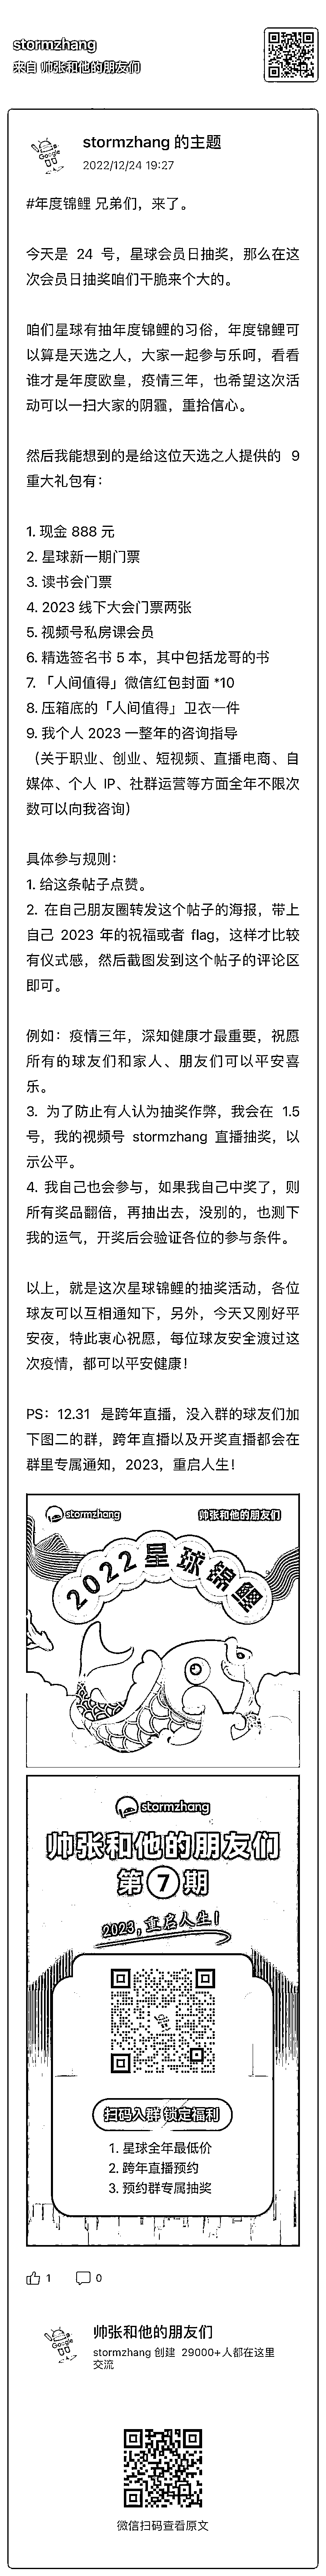 stormzhang
来自 帅张和他的朋友们
stormzhang 的主题
2022/12/24 19:27
#年度锦鲤 兄弟们，来了。
今天是 24 号，星球会员日抽奖，那么在这
次会员日抽奖咱们干脆来个大的。
咱们星球有抽年度锦鲤的习俗，年度锦鲤可
以算是天选之人，大家一起参与乐呵，看看
谁才是年度欧皇，疫情三年，也希望这次活
动可以一扫大家的阴霾，重拾信心。
然后我能想到的是给这位天选之人提供的 9
重大礼包有：
1. 现金 888 元
2. 星球新一期门票
3. 读书会门票
4. 2023 线下大会门票两张
5. 视频号私房课会员
6. 精选签名书 5 本，其中包括龙哥的书
7. 「人间值得」微信红包封面 *10
8. 压箱底的「人间值得」卫衣一件
9. 我个人 2023 一整年的咨询指导
（关于职业、创业、短视频、直播电商、自
媒体、个人 IP、社群运营等方面全年不限次
数可以向我咨询）
具体参与规则：
1. 给这条帖子点赞。
2. 在自己朋友圈转发这个帖子的海报，带上
自己 2023 年的祝福或者 flag，这样才比较
有仪式感，然后截图发到这个帖子的评论区
即可。
例如：疫情三年，深知健康才最重要，祝愿
所有的球友们和家人、朋友们可以平安喜
乐。
3. 为了防止有人认为抽奖作弊，我会在 1.5
号，我的视频号 stormzhang 直播抽奖，以
示公平。
4. 我自己也会参与，如果我自己中奖了，则
所有奖品翻倍，再抽出去，没别的，也测下
我的运气，开奖后会验证各位的参与条件。
以上，就是这次星球锦鲤的抽奖活动，各位
球友可以互相通知下，另外，今天又刚好平
安夜，特此衷心祝愿，每位球友安全渡过这
次疫情，都可以平安健康！
PS：12.31 是跨年直播，没入群的球友们加
下图二的群，跨年直播以及开奖直播都会在
群里专属通知，2023，重启人生！
stormzhang 帅张和他的朋友们
2022星球锦鲤
stormzhang
帅张和他的朋友们
第7期
2023，重启人生！
扫码入群 锁定福利
1. 星球全年最低价
2. 跨年直播预约
3. 预约群专属抽奖
1 0
帅张和他的朋友们
stormzhang 创建 29000+人都在这里
交流
微信扫码查看原文